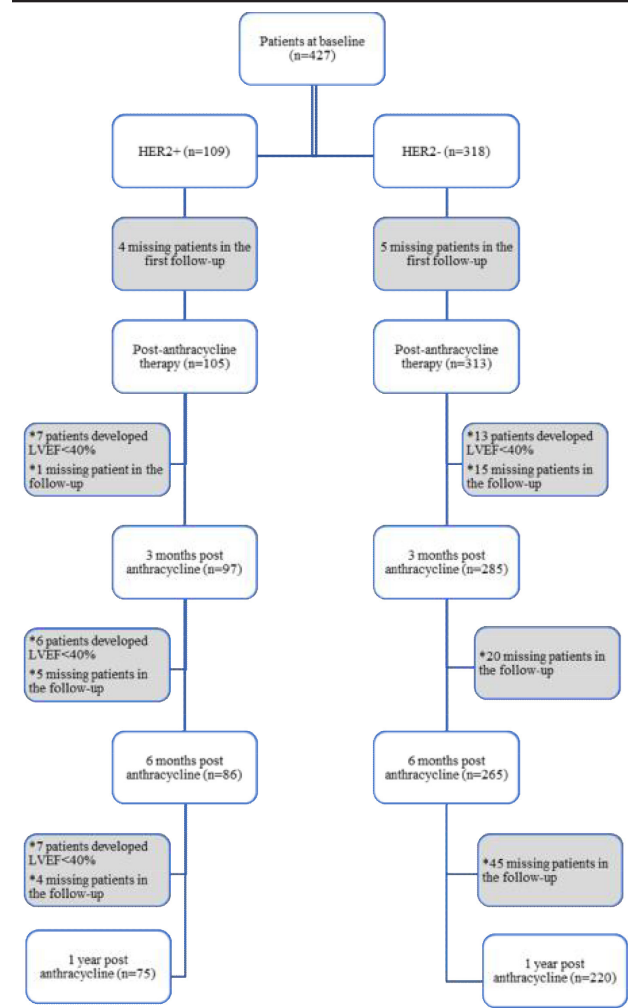 Patients at baseline
(n=427)
HER2+ (n=109)
HER2- (n=318)
4 missing patients in the
first follow-up
5 missing patients in the
first follow-up
Post-anthracycline
therapy (n=105)
Post-anthracycline
therapy (n=313)
*7 patients developed
LVEF<40%
*1 missing patient in the
follow-up
*13 patients developed
LVEF<40%
*15 missing patients in
the follow-up
3 months post
anthracycline (n=97)
3 months post
anthracycline (n=285)
*6 patients developed
LVEF<40%
*5 missing patients in
the follow-up
*20 missing patients in
the follow-up
6 months post
anthracycline (n=86)
6 months post
anthracycline (n=265)
*7 patients developed
LVEF<40%
*4 missing patients in
the follow-up
*45 missing patients in
the follow-up
1 year post
anthracycline (n=75)
1 year post
anthracycline (n=220)